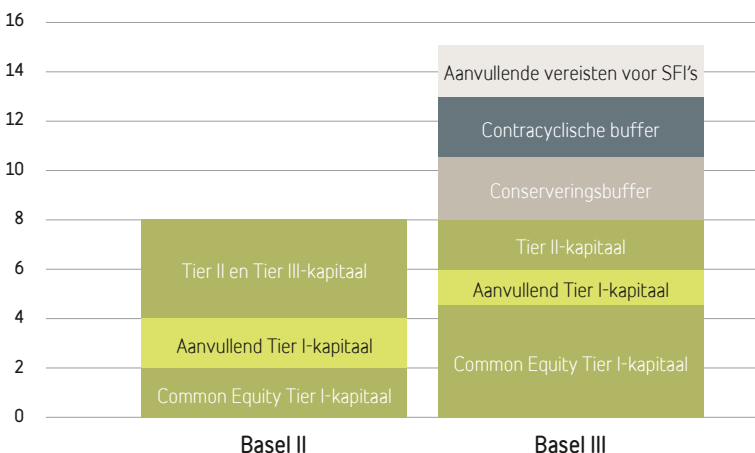 16
14
12
10
8
6
4
2
0
Aanvullende vereisten voor SFI's
Contracyclische buffer
Conserveringsbuffer
Tier II-kapitaal
Aanvullend Tier I-kapitaal
Common Equity Tier I-kapitaal
Tier II en Tier III-kapitaal
Aanvullend Tier I-kapitaal
Common Equity Tier I-kapitaal
Basel II
Basel III